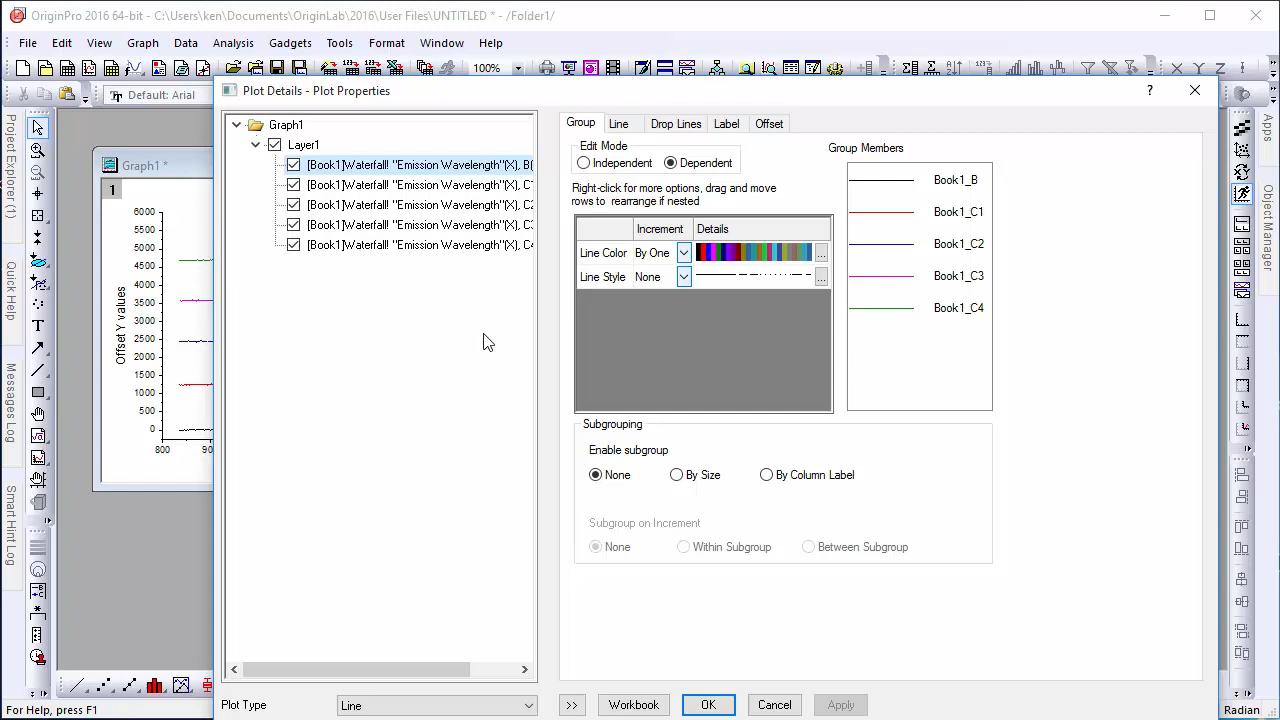 OriginPro 2016 64-bit - C:\Users\ken\Documents\OriginLab\2016\User Files\UNTITLED * - /Folder1/
File Edit View Graph Data Analysis Gadgets Tools Format Window Help
100%
Default: Arial
Plot Details - Plot Properties
?
Project Explorer (1)
Quick Help
Messages Log
Smart Hint Log
Graph1 *
1
6000
5500
5000
4500
4000
3500
3000
2500
2000
1500
1000
500
0
Offset Y values
800
Graph1
Layer1
[Book1]Waterfall! "Emission Wavelength"(X), B(
[Book1]Waterfall! "Emission Wavelength"(X), C
[Book1]Waterfall! "Emission Wavelength"(X), C
[Book1]Waterfall! "Emission Wavelength"(X), C
[Book1]Waterfall! "Emission Wavelength"(X), C
Group Line Drop Lines Label Offset
Edit Mode
Independent Dependent
Right-click for more options, drag and move
rows to rearrange if nested
Increment Details
Line Color By One ...
Line Style None ...
Group Members
Book1_B
Book1_C1
Book1_C2
Book1_C3
Book1_C4
Subgrouping
Enable subgroup
None By Size By Column Label
Subgroup on Increment
None Within Subgroup Between Subgroup
Plot Type Line >> Workbook OK Cancel Apply
Apps
Object Manager
For Help, press F1
Radian